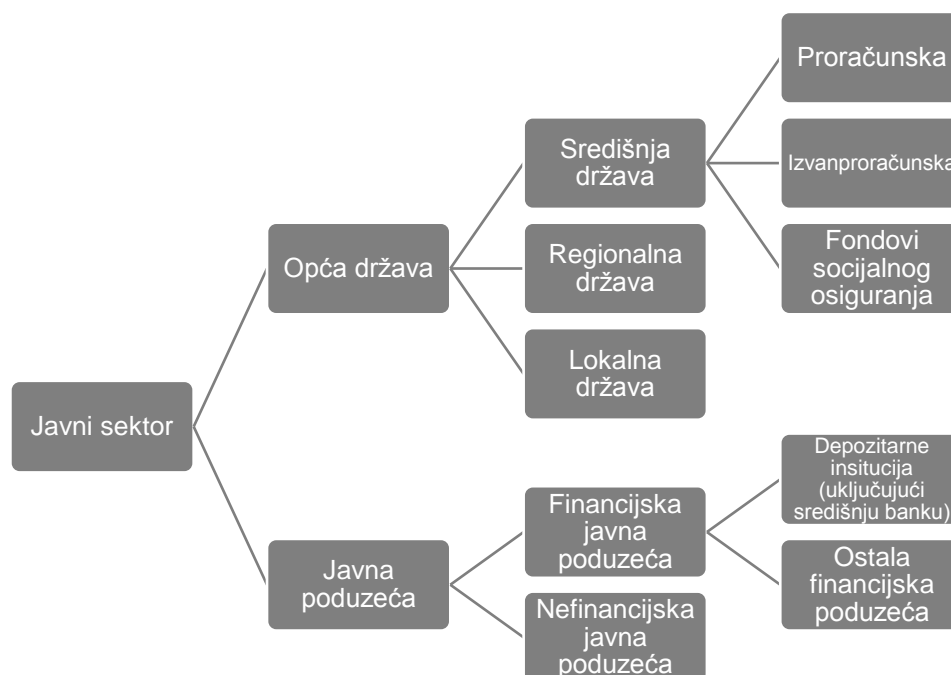 Proračunska
Središnja
država
Izvanproračunska
Opća država
Regionalna
država
Fondovi
socijalnog
osiguranja
Lokalna
država
Javni sektor
Depozitarne
insitucija
(uključujući
središnju banku)
Financijska
javna
poduzeća
Javna
poduzeća
Ostala
financijska
poduzeća
Nefinancijska
javna
poduzeća